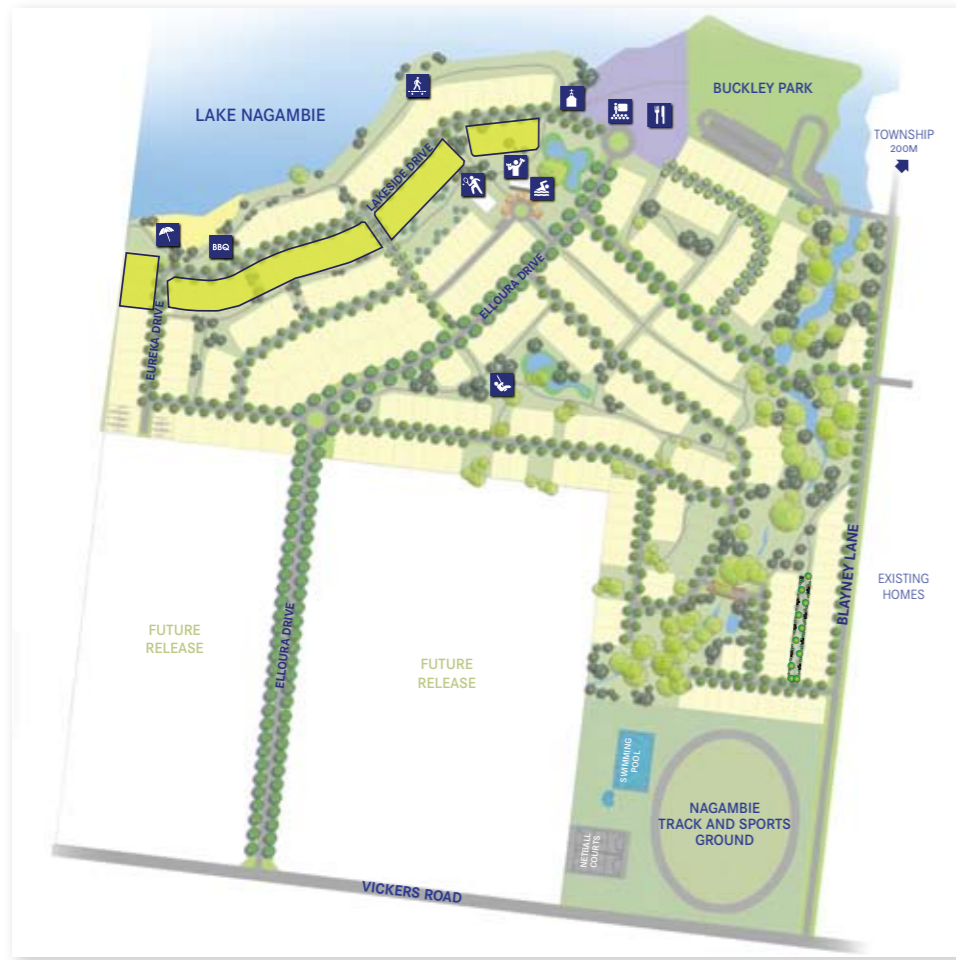 LAKE NAGAMBIE
BUCKLEY PARK
TOWNSHIP
200M
LAKESIDE DRIVE
BBQ
ELLOURA DRIVE
EUREKA DRIVE
BLAYNEY LANE
EXISTING
HOMES
FUTURE
RELEASE
ELLOURA DRIVE
FUTURE
RELEASE
SWIMMING
POOL
NAGAMBIE
TRACK AND SPORTS
GROUND
NETBALL
COURTS
VICKERS ROAD